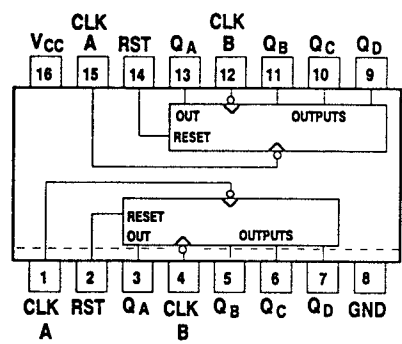 CLK CLK
VCC A RST QA B QB QC QD
16 15 14 13 12 11 10 9
OUT OUTPUTS
RESET
RESET
OUT OUTPUTS
1 2 3 4 5 6 7 8
CLK RST QA CLK QB QC QD GND
A B